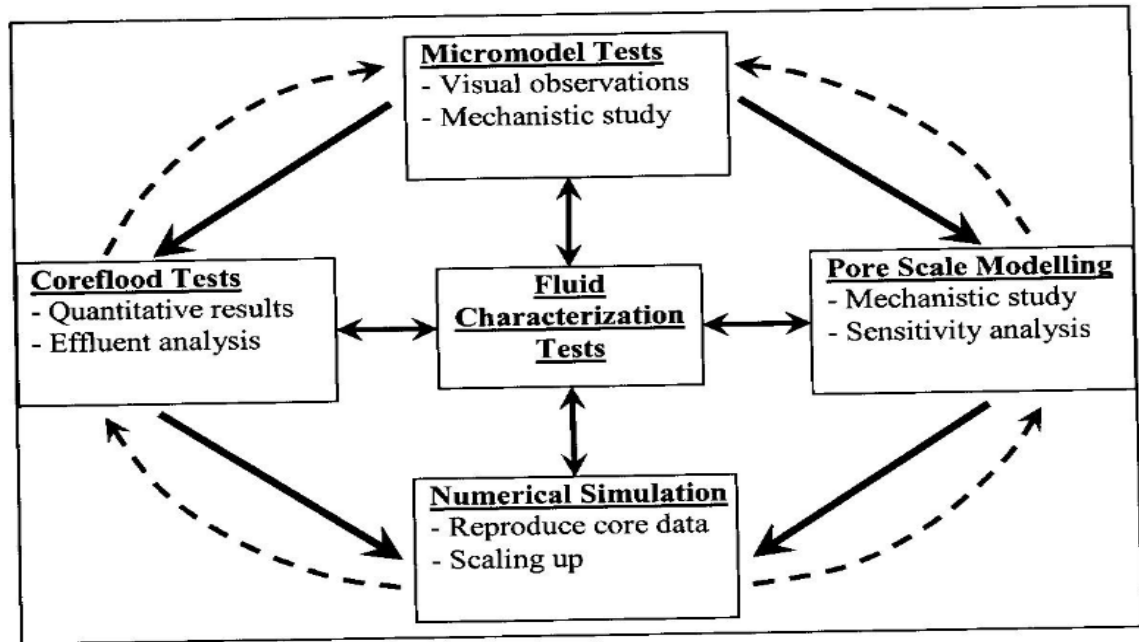 Micromodel Tests
- Visual observations
- Mechanistic study
Coreflood Tests
- Quantitative results
- Effluent analysis
Fluid
Characterization
Tests
Pore Scale Modelling
- Mechanistic study
- Sensitivity analysis
Numerical Simulation
- Reproduce core data
- Scaling up